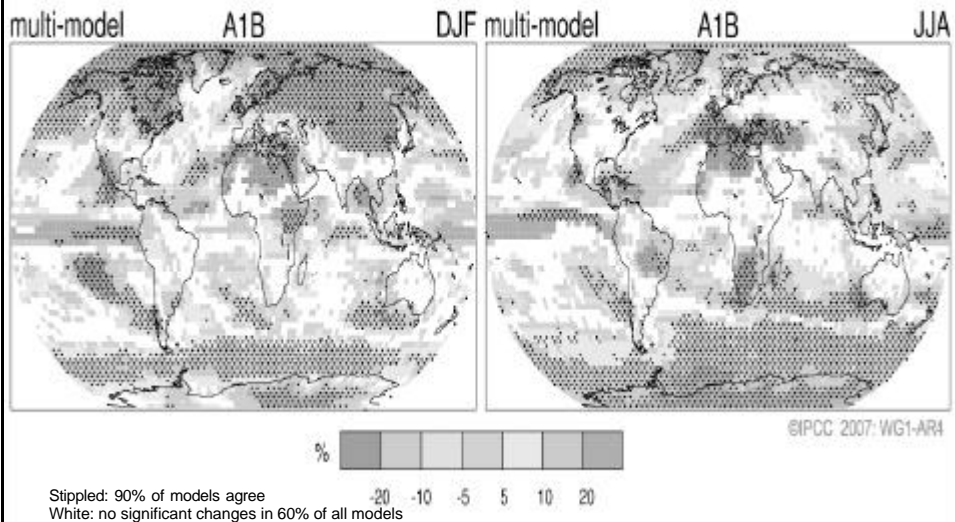 multi-model A1B DJF multi-model A1B JJA
©IPCC 2007: WG1-AR4
%
-20 -10 -5 5 10 20
Stippled: 90% of models agree
White: no significant changes in 60% of all models